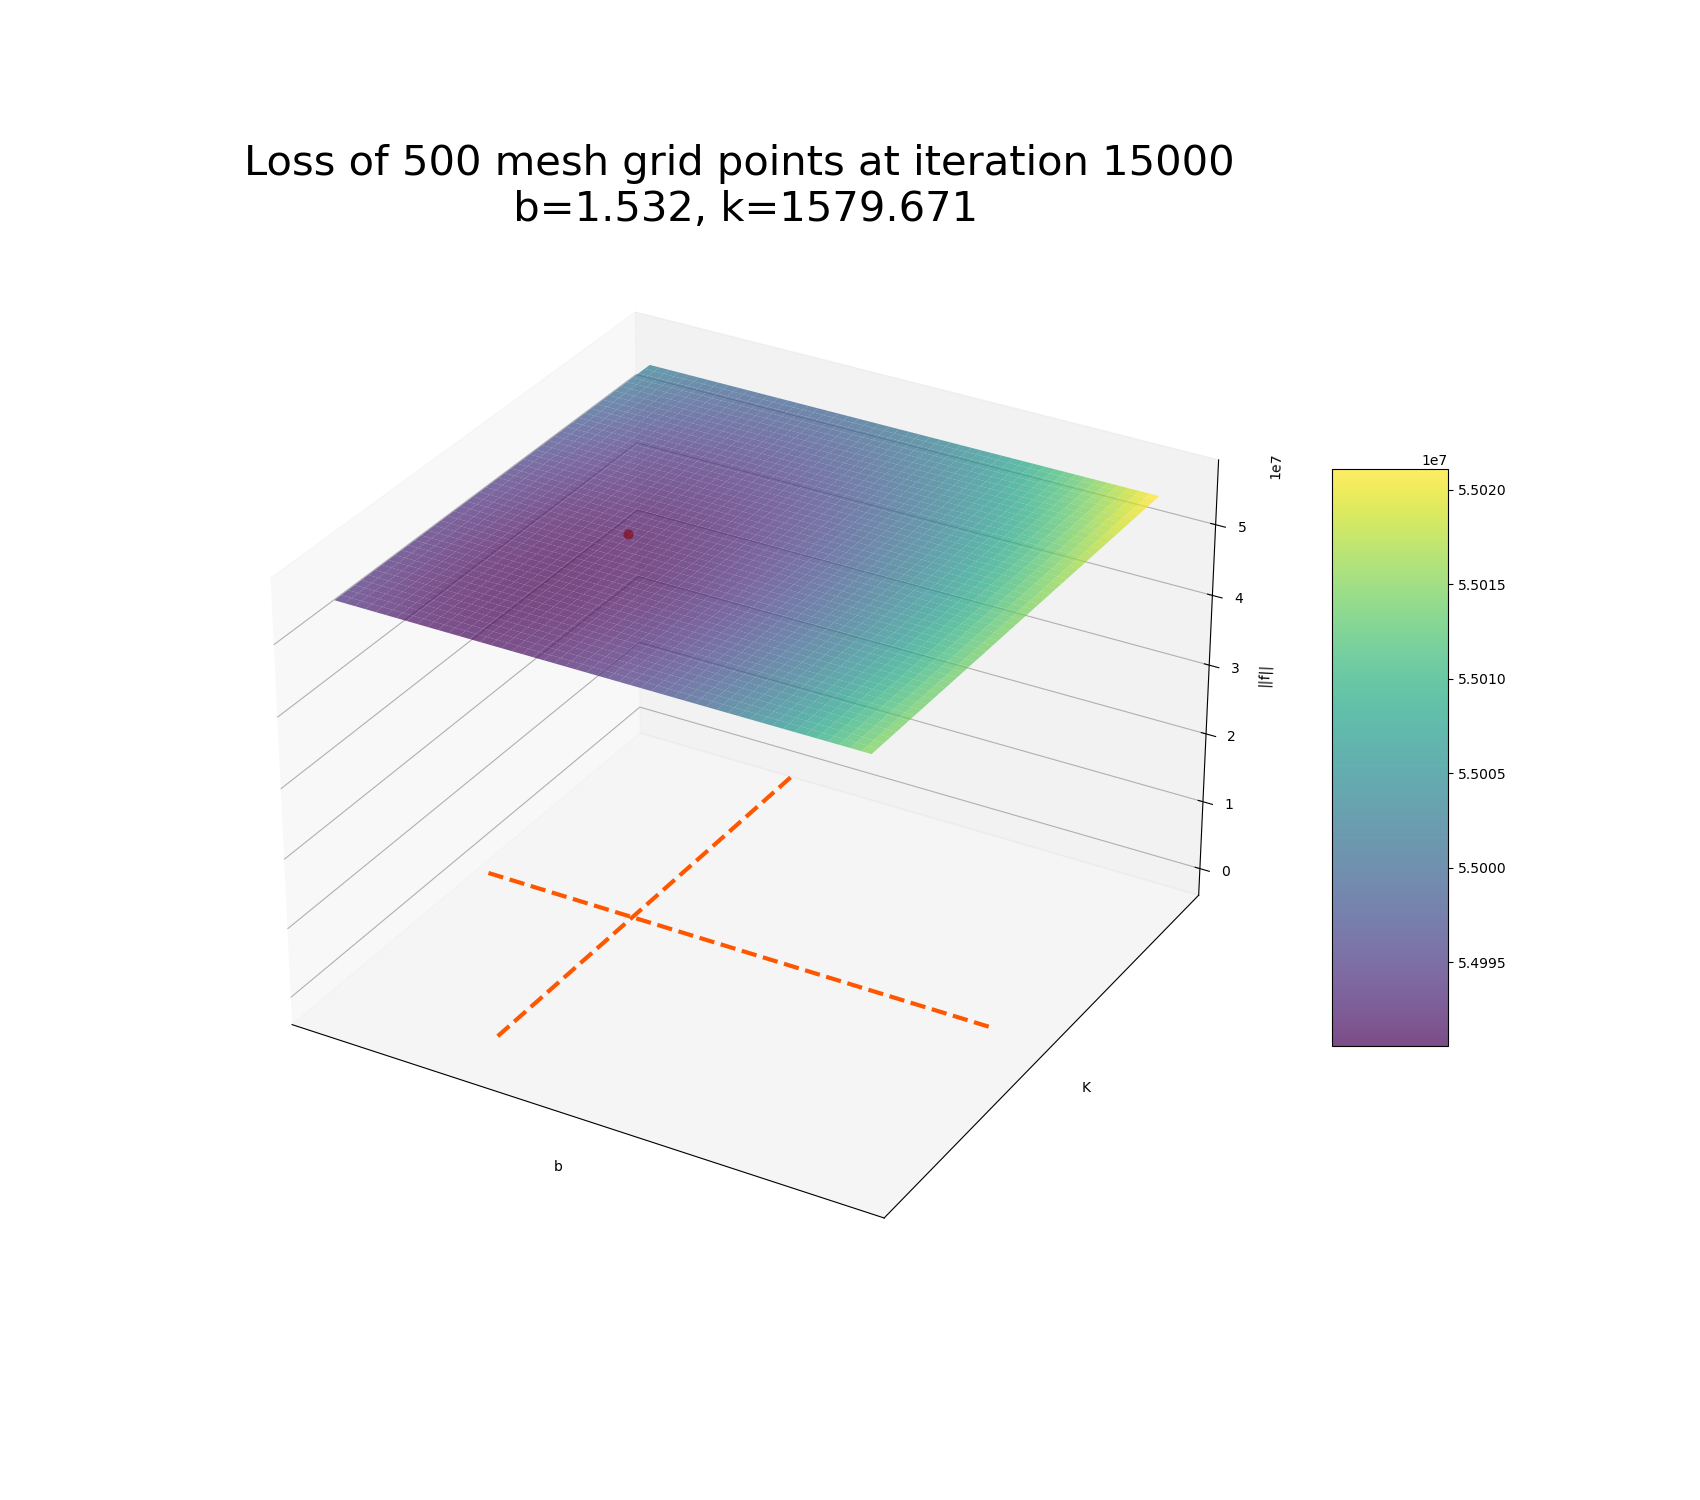 Loss of 500 mesh grid points at iteration 15000
b=1.532, k=1579.671
1e7
5
4
3
2
1
0
||f||
K
b
1e7
5.5020
5.5015
5.5010
5.5005
5.5000
5.4995